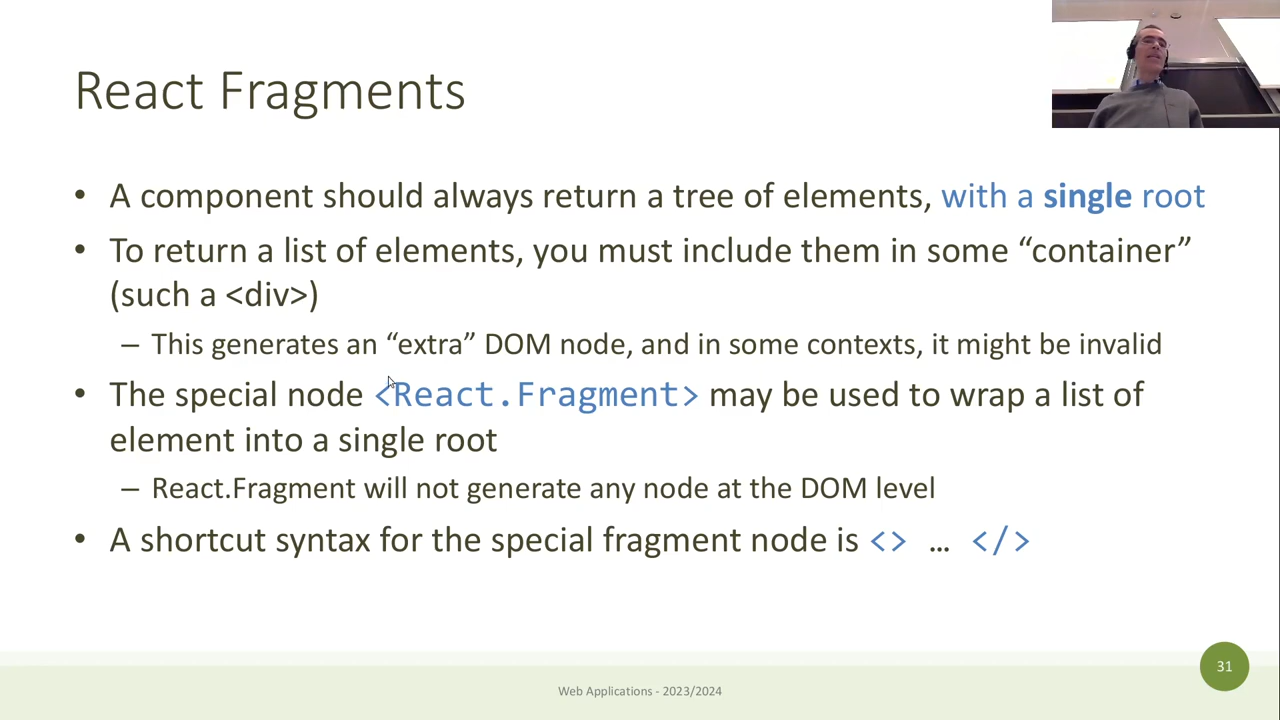 React Fragments
• A component should always return a tree of elements, with a single root
• To return a list of elements, you must include them in some “container”
(such a <div>)
– This generates an “extra” DOM node, and in some contexts, it might be invalid
• The special node <React.Fragment> may be used to wrap a list of
element into a single root
– React.Fragment will not generate any node at the DOM level
• A shortcut syntax for the special fragment node is <> … </>
31
Web Applications - 2023/2024